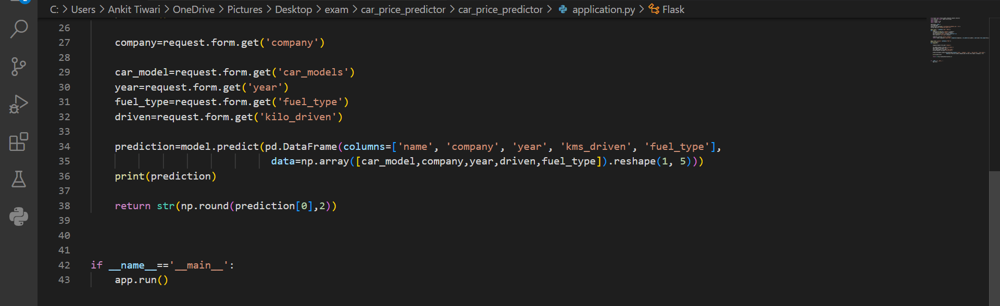 C: > Users > Ankit Tiwari > OneDrive > Pictures > Desktop > exam > car_price_predictor > car_price_predictor > application.py > Flask
26
27 company=request.form.get('company')
28
29 car_model=request.form.get('car_models')
30 year=request.form.get('year')
31 fuel_type=request.form.get('fuel_type')
32 driven=request.form.get('kilo_driven')
33
34 prediction=model.predict(pd.DataFrame(columns=['name', 'company', 'year', 'kms_driven', 'fuel_type'],
35 data=np.array([car_model,company,year,driven,fuel_type]).reshape(1, 5)))
36 print(prediction)
37
38 return str(np.round(prediction[0],2))
39
40
41
42 if __name__=='__main__':
43 app.run()